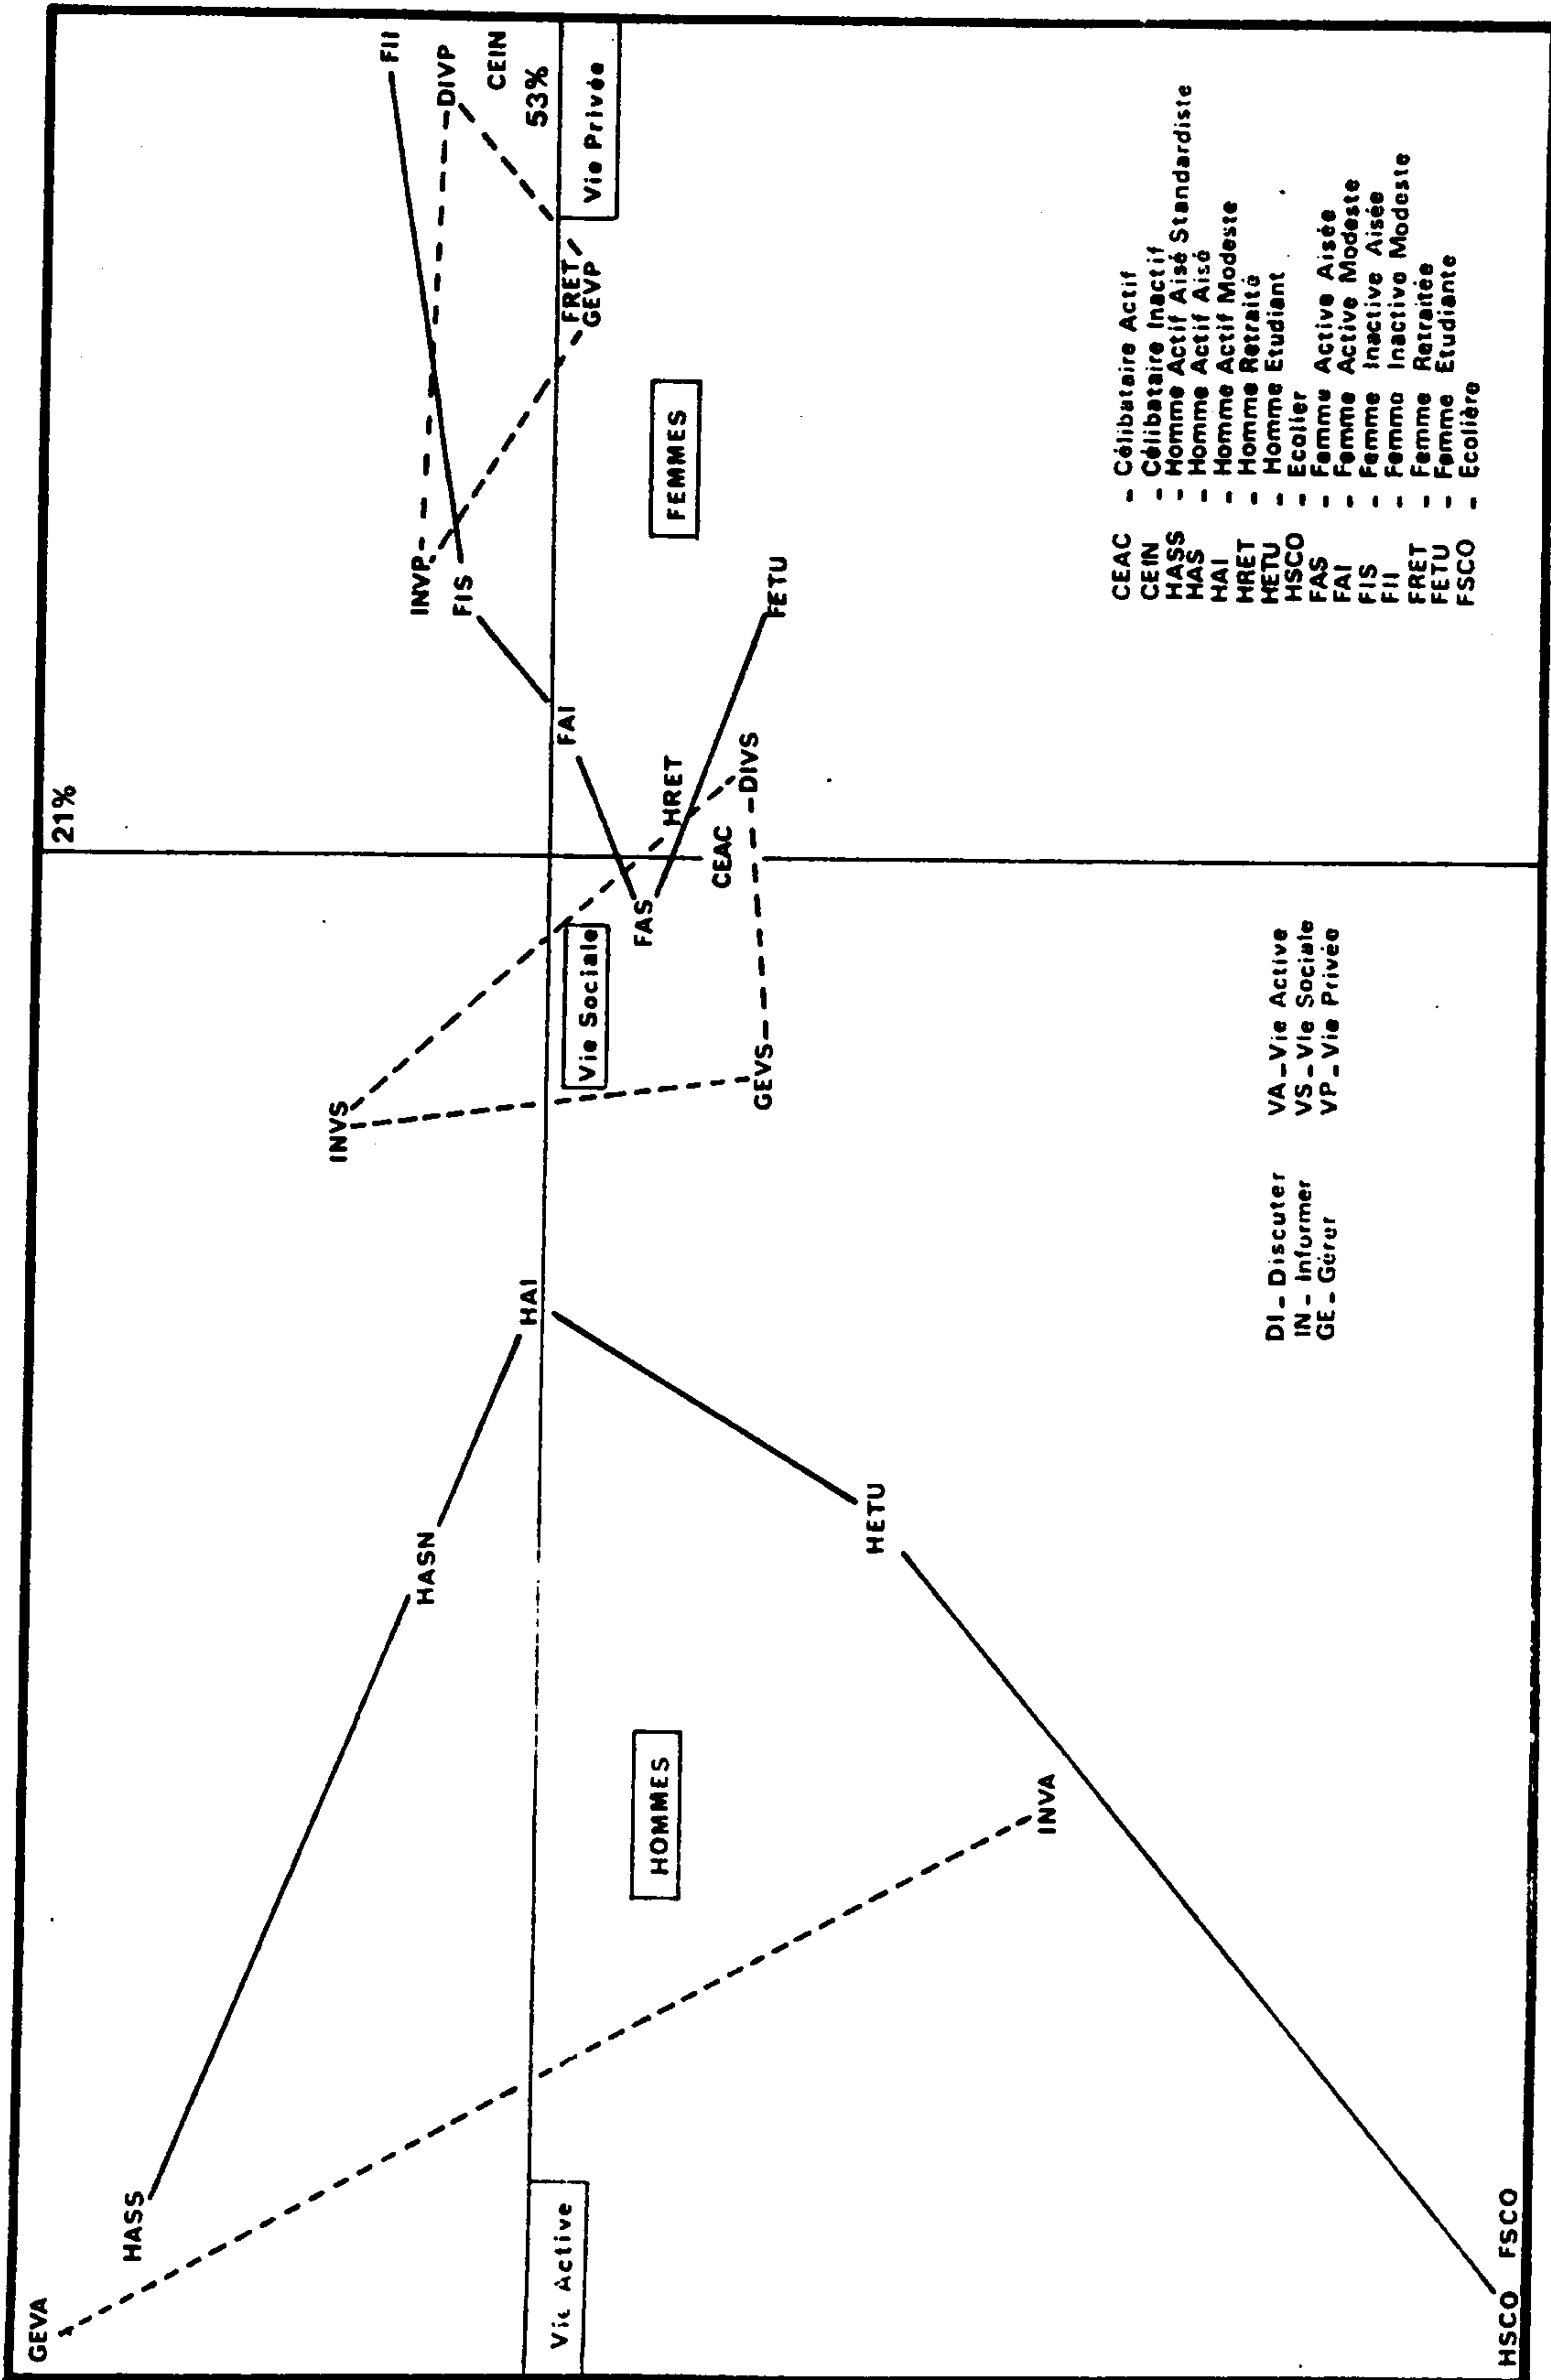 21%
GEVA
HASS
HASN
HAI
INVS
INVP
FIS
FII
DIVP
CEIN
53%
Vie Active
Vie Sociale
Vie Privée
FAI
FRET
GEVP
HOMMES
FEMMES
FAS
HRET
CEAC
GEVS
DIVS
FETU
HETU
INVA
HSCO FSCO
DI - Discuter
IN - Informer
GE - Gérer
VA - Vie Active
VS - Vie Sociale
VP - Vie Privée
CEAC - Célibataire Actif
CEIN - Célibataire Inactif
HASS - Homme Actif Aisé Standardiste
HAS - Homme Actif Aisé
HAI - Homme Actif Modeste
HRET - Homme Retraité
HETU - Homme Etudiant
HSCO - Ecolier
FAS - Femme Active Aisée
FAI - Femme Active Modeste
FIS - Femme Inactive Aisée
FII - Femme Inactive Modeste
FRET - Femme Retraitée
FETU - Femme Etudiante
FSCO - Ecolière